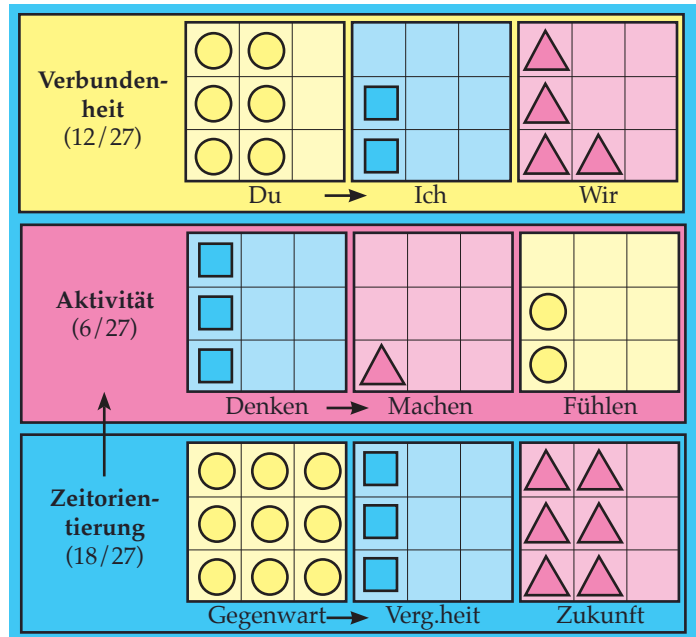 Verbunden-
heit
(12/27)
Du
Ich
Wir
Aktivität
(6/27)
Denken
Machen
Fühlen
Zeitorien-
tierung
(18/27)
Gegenwart
Verg.heit
Zukunft